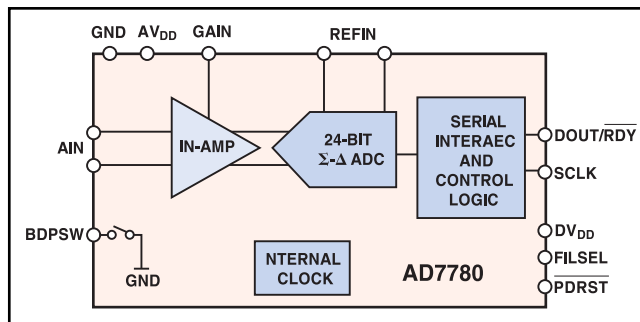 GND AVDD GAIN REFIN
AIN
IN-AMP
24-BIT
Σ-Δ ADC
SERIAL
INTERAEC
AND
CONTROL
LOGIC
DOUT/RDY
SCLK
BDPSW
GND
NTERNAL
CLOCK
AD7780
DVDD
FILSEL
PDRST